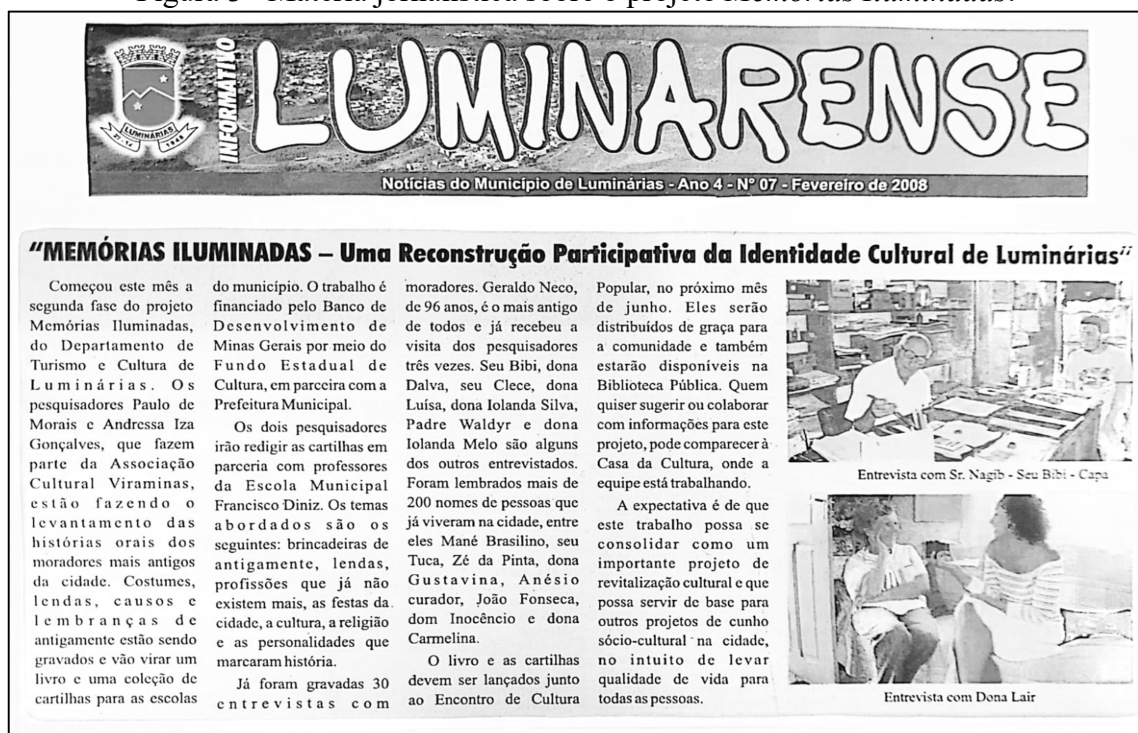 Figura 3 - Matéria jornalística sobre o projeto Memórias Iluminadas.
INFORMATIVO
LUMINARENSE
LUMINÁRIAS
Notícias do Município de Luminárias - Ano 4 - Nº 07 - Fevereiro de 2008
“MEMÓRIAS ILUMINADAS – Uma Reconstrução Participativa da Identidade Cultural de Luminárias”
Começou este mês a
segunda fase do projeto
Memórias Iluminadas,
do Departamento de
Turismo e Cultura de
Luminárias. Os
pesquisadores Paulo de
Morais e Andressa Iza
Gonçalves, que fazem
parte da Associação
Cultural Viraminas,
estão fazendo o
levantamento das
histórias orais dos
moradores mais antigos
da cidade. Costumes,
lendas, causos e
lembranças de
antigamente estão sendo
gravados e vão virar um
livro e uma coleção de
cartilhas para as escolas
do município. O trabalho é
financiado pelo Banco de
Desenvolvimento de
Minas Gerais por meio do
Fundo Estadual de
Cultura, em parceira com a
Prefeitura Municipal.
Os dois pesquisadores
irão redigir as cartilhas em
parceria com professores
da Escola Municipal
Francisco Diniz. Os temas
abordados são os
seguintes: brincadeiras de
antigamente, lendas,
profissões que já não
existem mais, as festas da
cidade, a cultura, a religião
e as personalidades que
marcaram história.
Já foram gravadas 30
entrevistas com
moradores. Geraldo Neco,
de 96 anos, é o mais antigo
de todos e já recebeu a
visita dos pesquisadores
três vezes. Seu Bibi, dona
Dalva, seu Clece, dona
Luísa, dona Iolanda Silva,
Padre Waldyr e dona
Iolanda Melo são alguns
dos outros entrevistados.
Foram lembrados mais de
200 nomes de pessoas que
já viveram na cidade, entre
eles Mané Brasilino, seu
Tuca, Zé da Pinta, dona
Gustavina, Anésio
curador, João Fonseca,
dom Inocêncio e dona
Carmelina.
O livro e as cartilhas
devem ser lançados junto
ao Encontro de Cultura
Popular, no próximo mês
de junho. Eles serão
distribuídos de graça para
a comunidade e também
estarão disponíveis na
Biblioteca Pública. Quem
quiser sugerir ou colaborar
com informações para este
projeto, pode comparecer à
Casa da Cultura, onde a
equipe está trabalhando.
A expectativa é de que
este trabalho possa se
consolidar como um
importante projeto de
revitalização cultural e que
possa servir de base para
outros projetos de cunho
sócio-cultural na cidade,
no intuito de levar
qualidade de vida para
todas as pessoas.
Entrevista com Sr. Nagib - Seu Bibi - Capa
Entrevista com Dona Lair